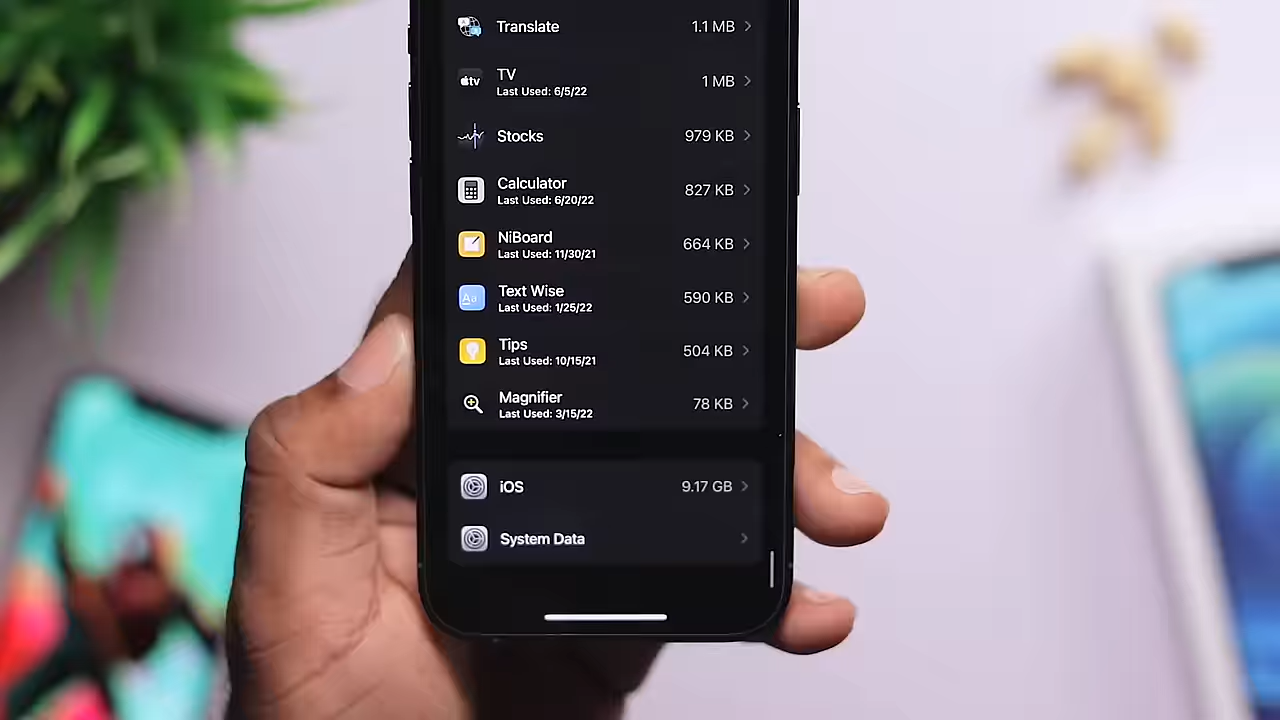 Translate 1.1 MB
TV 1 MB
Last Used: 6/5/22
Stocks 979 KB
Calculator 827 KB
Last Used: 6/20/22
NiBoard 664 KB
Last Used: 11/30/21
Text Wise 590 KB
Last Used: 1/25/22
Tips 504 KB
Last Used: 10/15/21
Magnifier 78 KB
Last Used: 3/15/22
iOS 9.17 GB
System Data